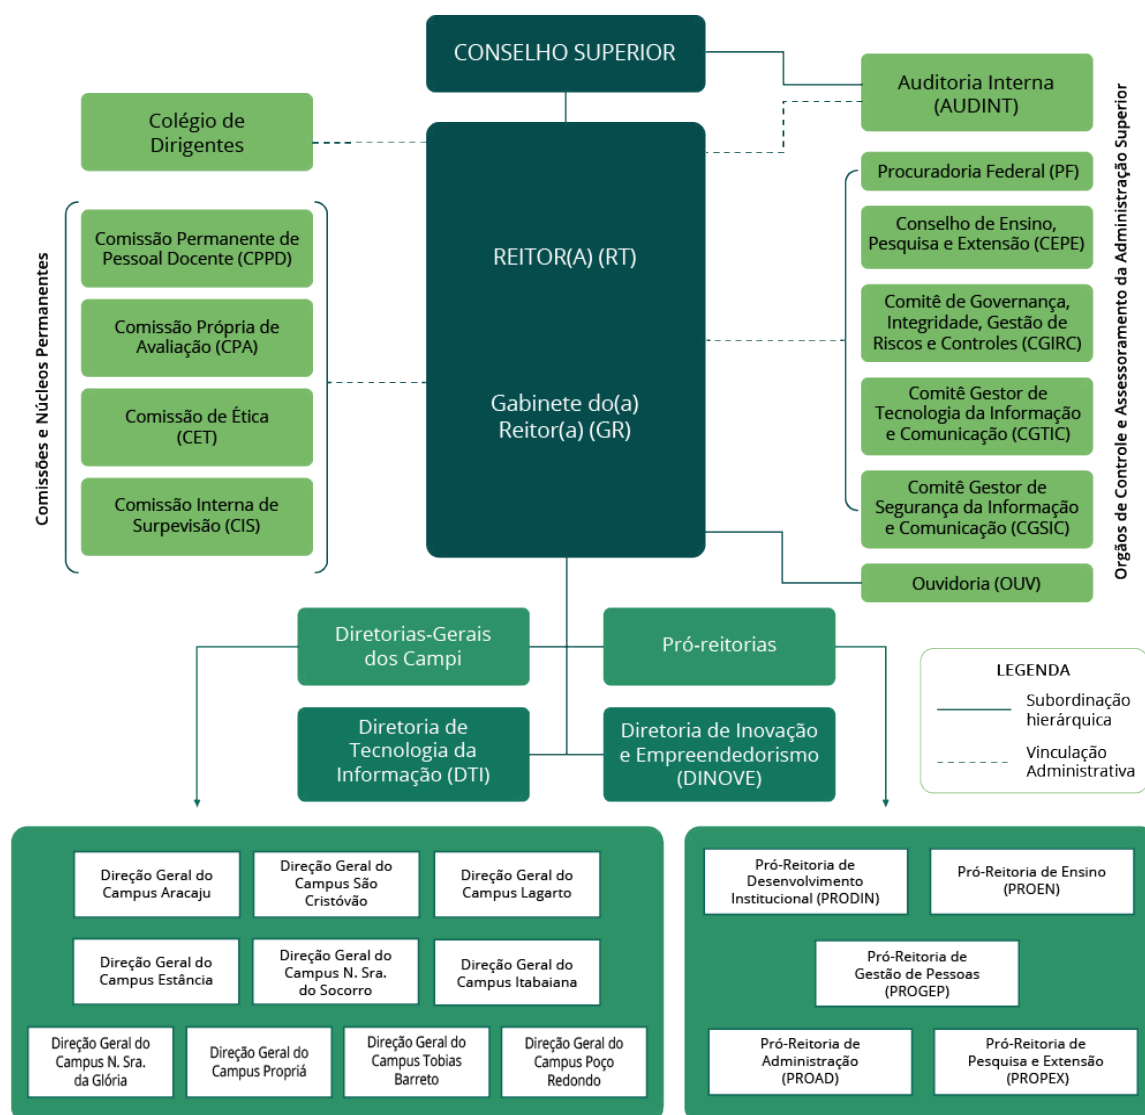 CONSELHO SUPERIOR
Auditoria Interna
(AUDINT)
Colégio de
Dirigentes
REITOR(A) (RT)
Gabinete do(a)
Reitor(a) (GR)
Comissões e Núcleos Permanentes
Comissão Permanente de
Pessoal Docente (CPPD)
Comissão Própria de
Avaliação (CPA)
Comissão de Ética
(CET)
Comissão Interna de
Surpevisão (CIS)
Procuradoria Federal (PF)
Conselho de Ensino,
Pesquisa e Extensão (CEPE)
Comitê de Governança,
Integridade, Gestão de
Riscos e Controles (CGIRC)
Comitê Gestor de
Tecnologia da Informação
e Comunicação (CGTIC)
Comitê Gestor de
Segurança da Informação
e Comunicação (CGSIC)
Ouvidoria (OUV)
Orgãos de Controle e Assessoramento da Administração Superior
Diretorias-Gerais
dos Campi
Pró-reitorias
Diretoria de
Tecnologia da
Informação (DTI)
Diretoria de Inovação
e Empreendedorismo
(DINOVE)
LEGENDA
Subordinação
hierárquica
Vinculação
Administrativa
Direção Geral do
Campus Aracaju
Direção Geral do
Campus São
Cristóvão
Direção Geral do
Campus Lagarto
Direção Geral do
Campus Estância
Direção Geral do
Campus N. Sra.
do Socorro
Direção Geral do
Campus Itabaiana
Direção Geral do
Campus N. Sra.
da Glória
Direção Geral do
Campus Propriá
Direção Geral do
Campus Tobias
Barreto
Direção Geral do
Campus Poço
Redondo
Pró-Reitoria de
Desenvolvimento
Institucional (PRODIN)
Pró-Reitoria de Ensino
(PROEN)
Pró-Reitoria de
Gestão de Pessoas
(PROGEP)
Pró-Reitoria de
Administração
(PROAD)
Pró-Reitoria de
Pesquisa e Extensão
(PROPEX)